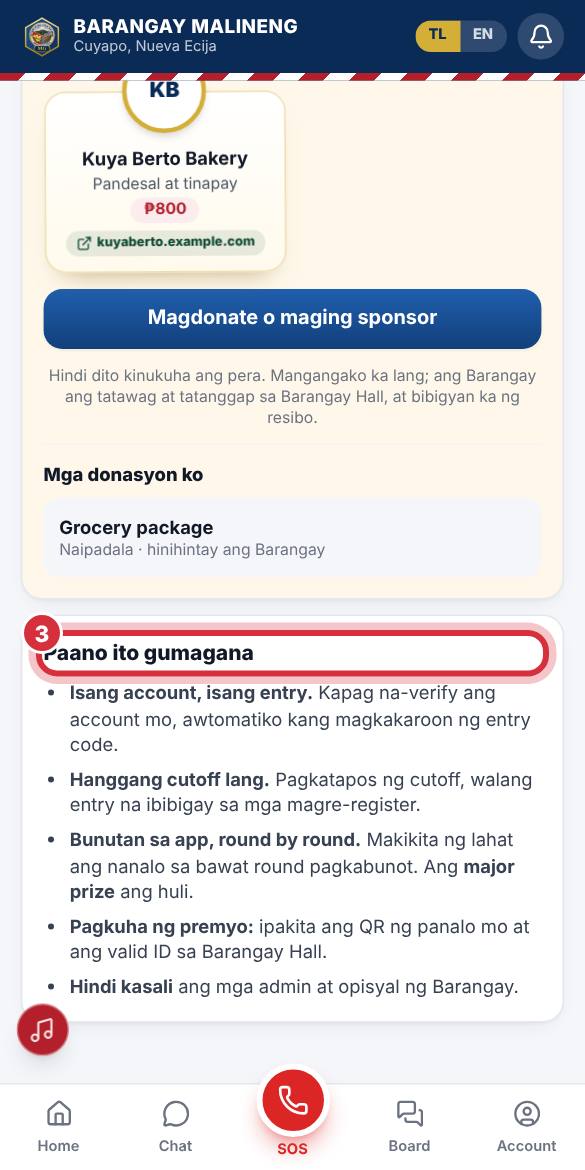 BARANGAY MALINENG
Cuyapo, Nueva Ecija
TL EN
KB
Kuya Berto Bakery
Pandesal at tinapay
₱800
kuyaberto.example.com
Magdonate o maging sponsor
Hindi dito kinukuha ang pera. Mangangako ka lang; ang Barangay
ang tatawag at tatanggap sa Barangay Hall, at bibigyan ka ng
resibo.
Mga donasyon ko
Grocery package
Naipadala · hinihintay ang Barangay
3
Paano ito gumagana
• Isang account, isang entry. Kapag na-verify ang
account mo, awtomatiko kang magkakaroon ng entry
code.
• Hanggang cutoff lang. Pagkatapos ng cutoff, walang
entry na ibibigay sa mga magre-register.
• Bunutan sa app, round by round. Makikita ng lahat
ang nanalo sa bawat round pagkabunot. Ang major
prize ang huli.
• Pagkuha ng premyo: ipakita ang QR ng panalo mo at
ang valid ID sa Barangay Hall.
• Hindi kasali ang mga admin at opisyal ng Barangay.
Home Chat SOS Board Account